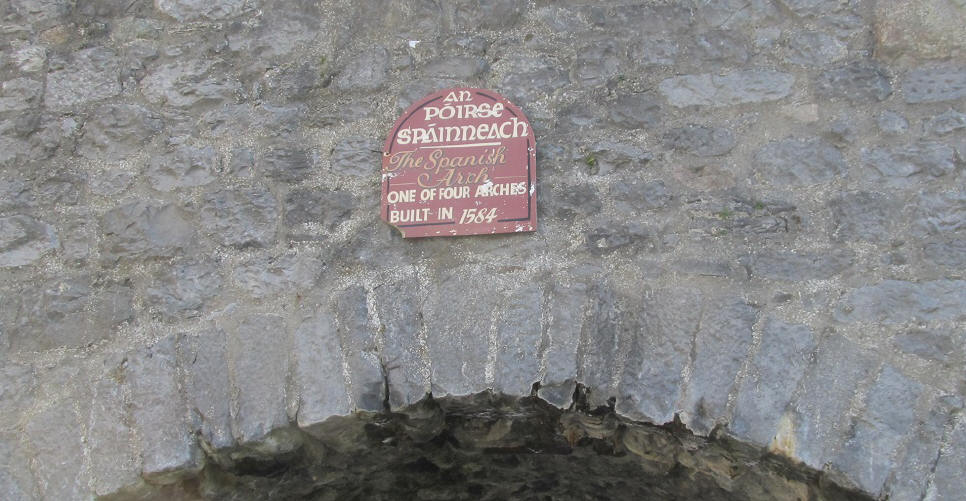 An
Póirse
Spáinneach
The Spanish
Arch
ONE OF FOUR ARCHES
BUILT IN 1584